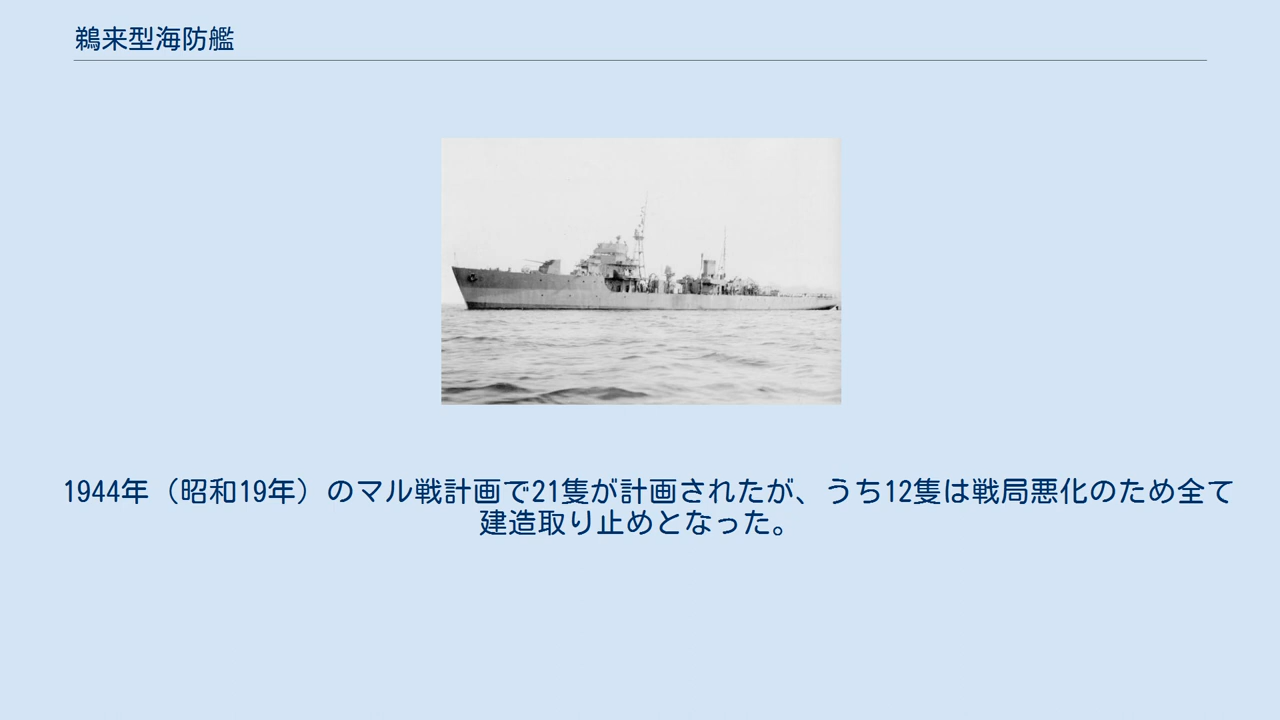 鵜来型海防艦
1944年（昭和19年）のマル戦計画で21隻が計画されたが、うち12隻は戦局悪化のため全て
建造取り止めとなった。